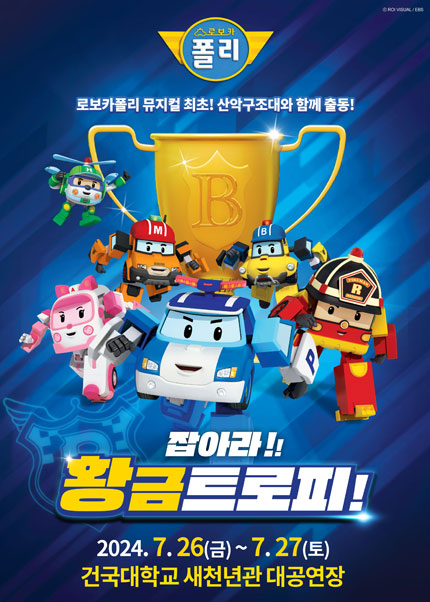 © ROI VISUAL / EBS
로보카
폴리
로보카폴리 뮤지컬 최초! 산악구조대와 함께 출동!
B
H
M
B
A
R
P
잡아라!!
황금트로피!
2024. 7. 26(금) ~ 7. 27(토)
건국대학교 새천년관 대공연장